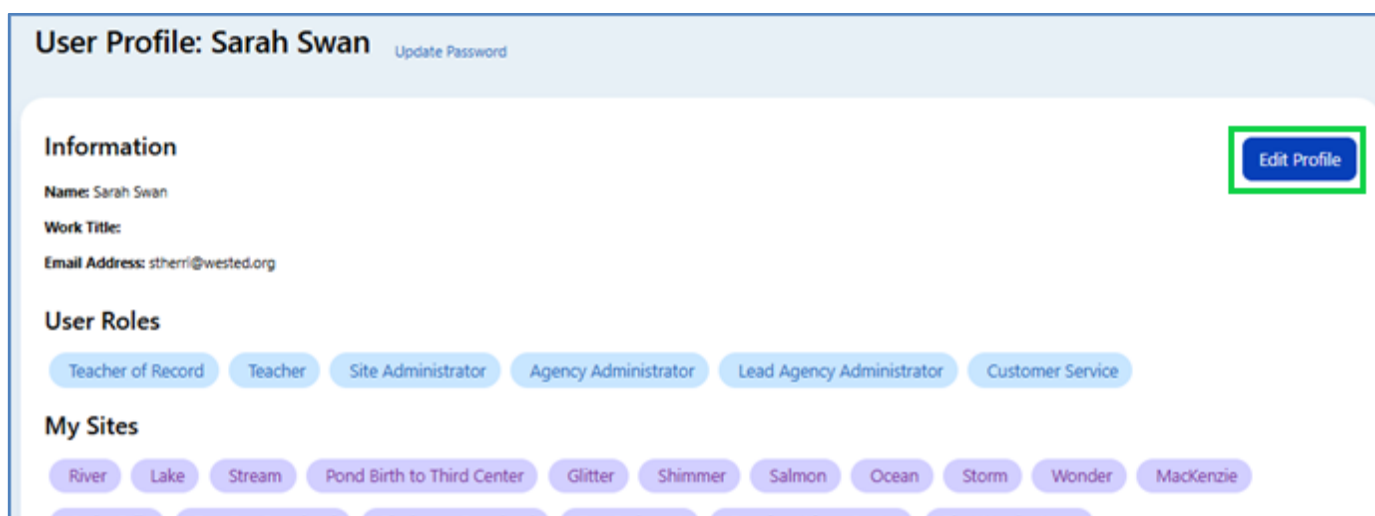 User Profile: Sarah Swan Update Password
Information
Edit Profile
Name: Sarah Swan
Work Title:
Email Address: stherri@wested.org
User Roles
Teacher of Record Teacher Site Administrator Agency Administrator Lead Agency Administrator Customer Service
My Sites
River Lake Stream Pond Birth to Third Center Glitter Shimmer Salmon Ocean Storm Wonder MacKenzie